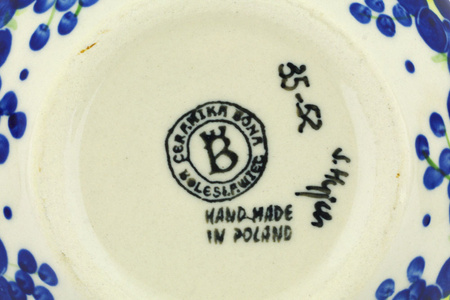 CERAMIKA BONA
B
BOLESŁAWIEC
HAND MADE
IN POLAND
35-52